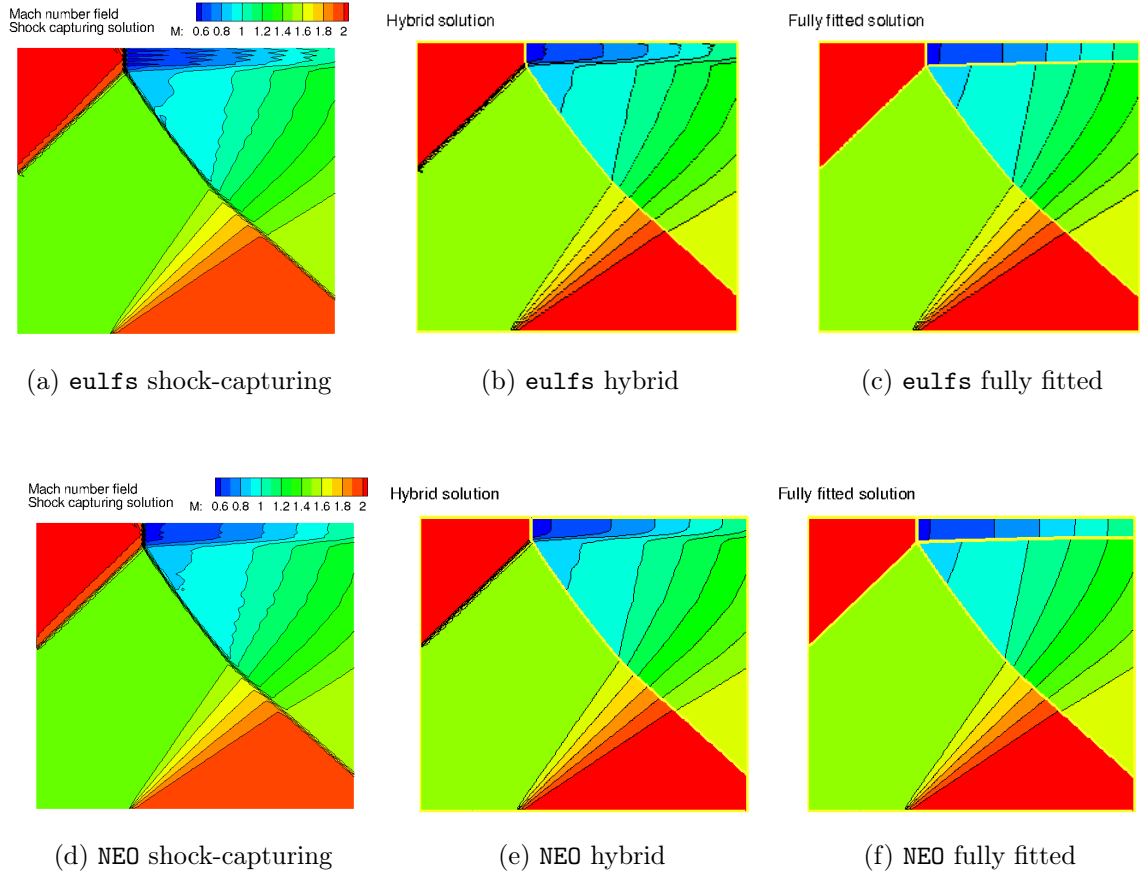 Mach number field
Shock capturing solution
M: 0.6 0.8 1 1.2 1.4 1.6 1.8 2
Hybrid solution
Fully fitted solution
(a) eulfs shock-capturing
(b) eulfs hybrid
(c) eulfs fully fitted
Mach number field
Shock capturing solution
M: 0.6 0.8 1 1.2 1.4 1.6 1.8 2
Hybrid solution
Fully fitted solution
(d) NEO shock-capturing
(e) NEO hybrid
(f) NEO fully fitted